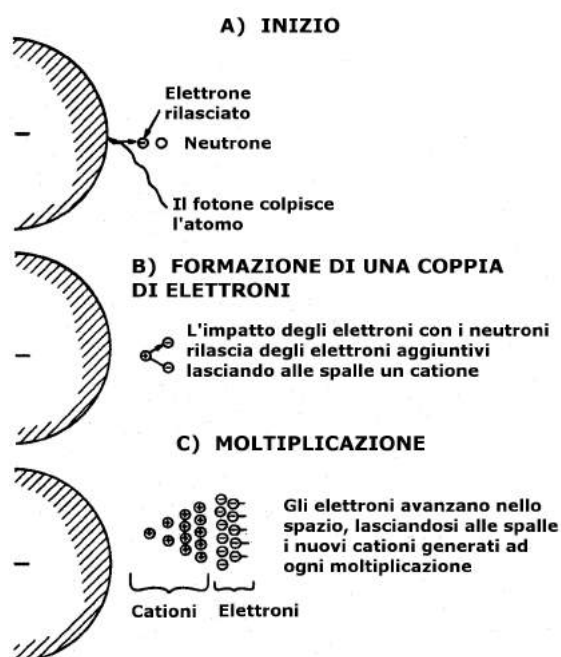 A) INIZIO
Elettrone
rilasciato
Neutrone
Il fotone colpisce
l'atomo
B) FORMAZIONE DI UNA COPPIA
DI ELETTRONI
L'impatto degli elettroni con i neutroni
rilascia degli elettroni aggiuntivi
lasciando alle spalle un catione
C) MOLTIPLICAZIONE
Gli elettroni avanzano nello
spazio, lasciandosi alle spalle
i nuovi cationi generati ad
ogni moltiplicazione
Cationi Elettroni